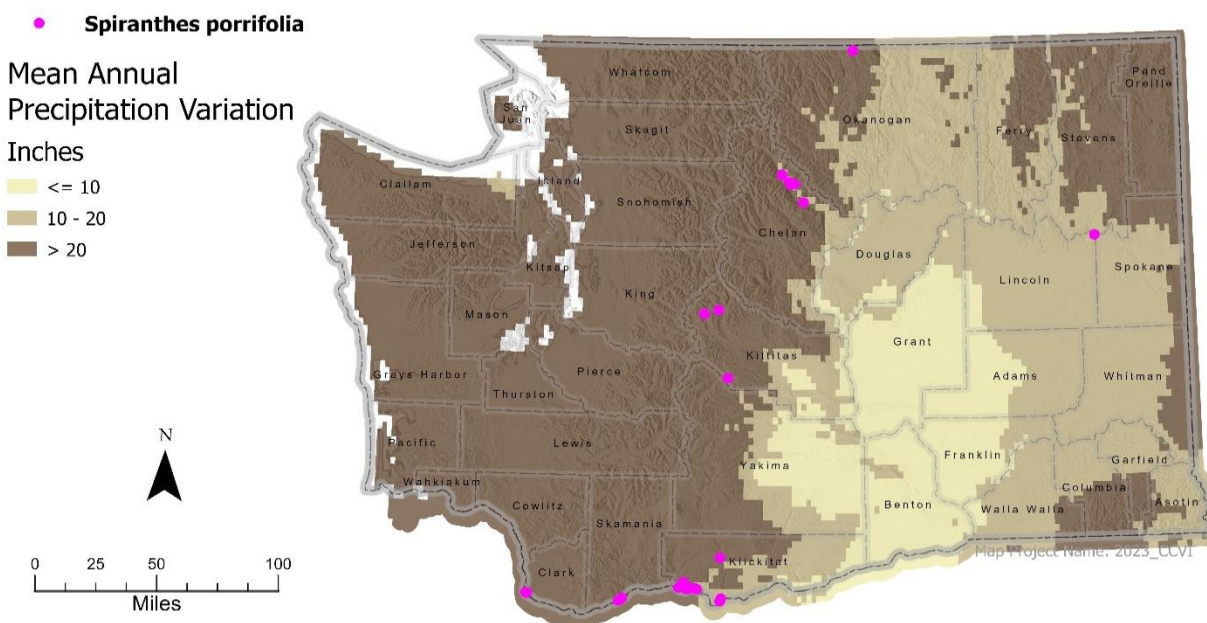 Spiranthes porrifolia
Mean Annual
Precipitation Variation
Inches
<= 10
10 - 20
> 20
Whatcom
Pend
Oreille
San
Juan
Okanogan
Ferry
Stevens
Skagit
Clallam
Island
Snohomish
Chelan
Jefferson
Douglas
Kitsap
Lincoln
Spokane
King
Mason
Grant
Kittitas
Grays Harbor
Pierce
Adams
Whitman
Thurston
Pacific
Lewis
Yakima
Franklin
Garfield
Wahkiakum
Columbia
Cowlitz
Benton
Walla Walla
Asotin
Skamania
Map Project Name: 2023_CCVI
Klickitat
Clark
N
0 25 50 100
Miles